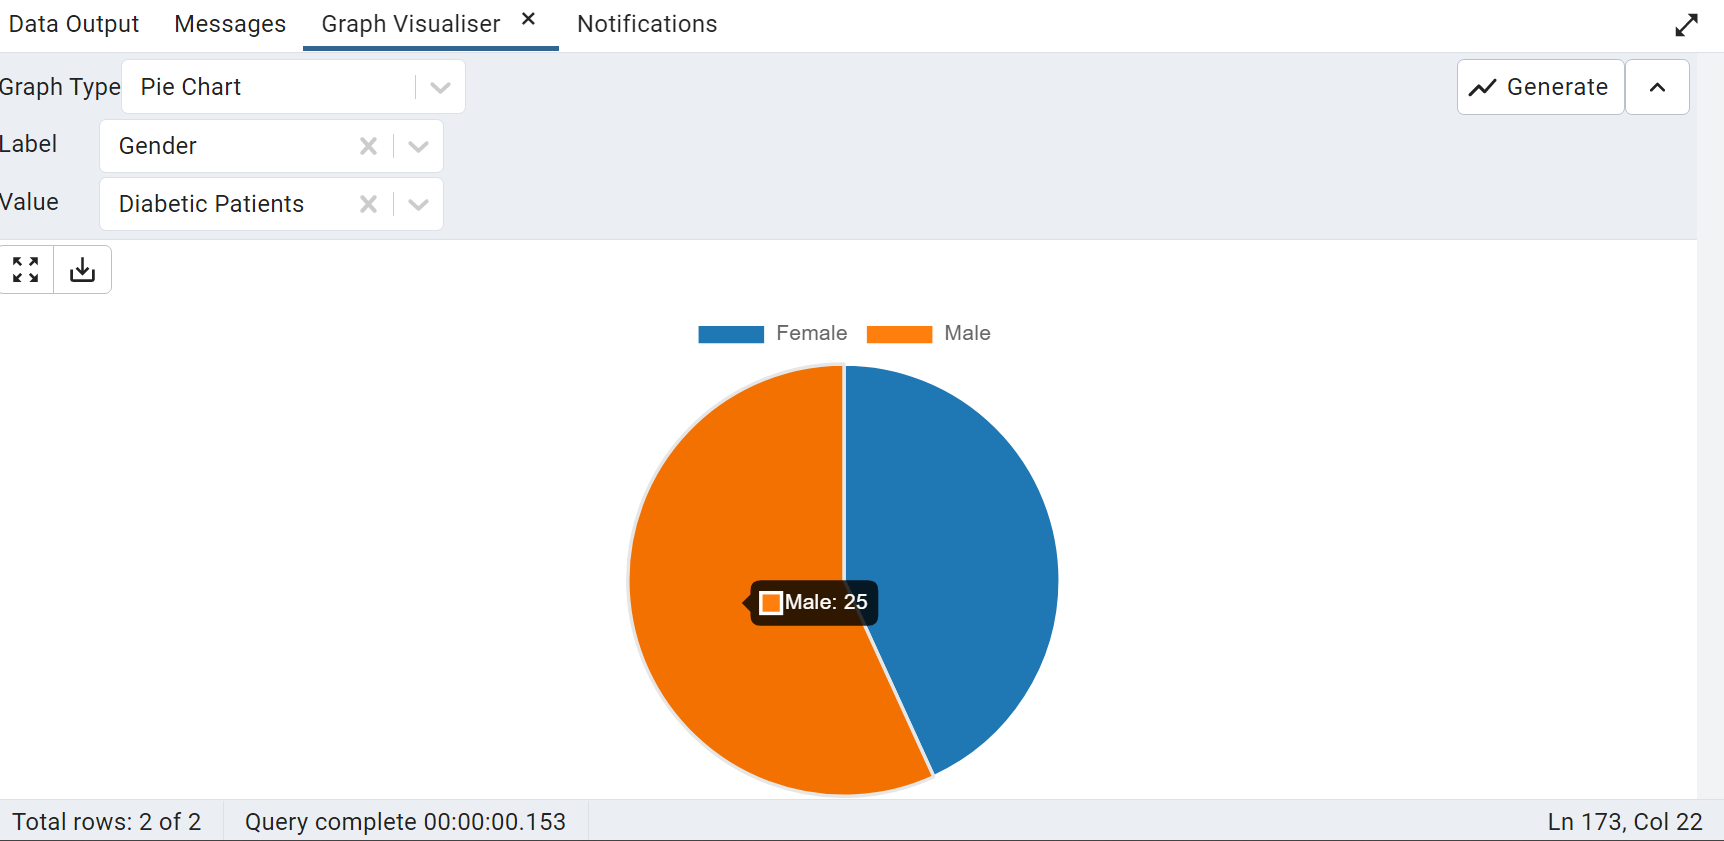 Data Output Messages Graph Visualiser × Notifications
Graph Type Pie Chart Generate
Label Gender
Value Diabetic Patients
Female Male
Male: 25
Total rows: 2 of 2 Query complete 00:00:00.153 Ln 173, Col 22